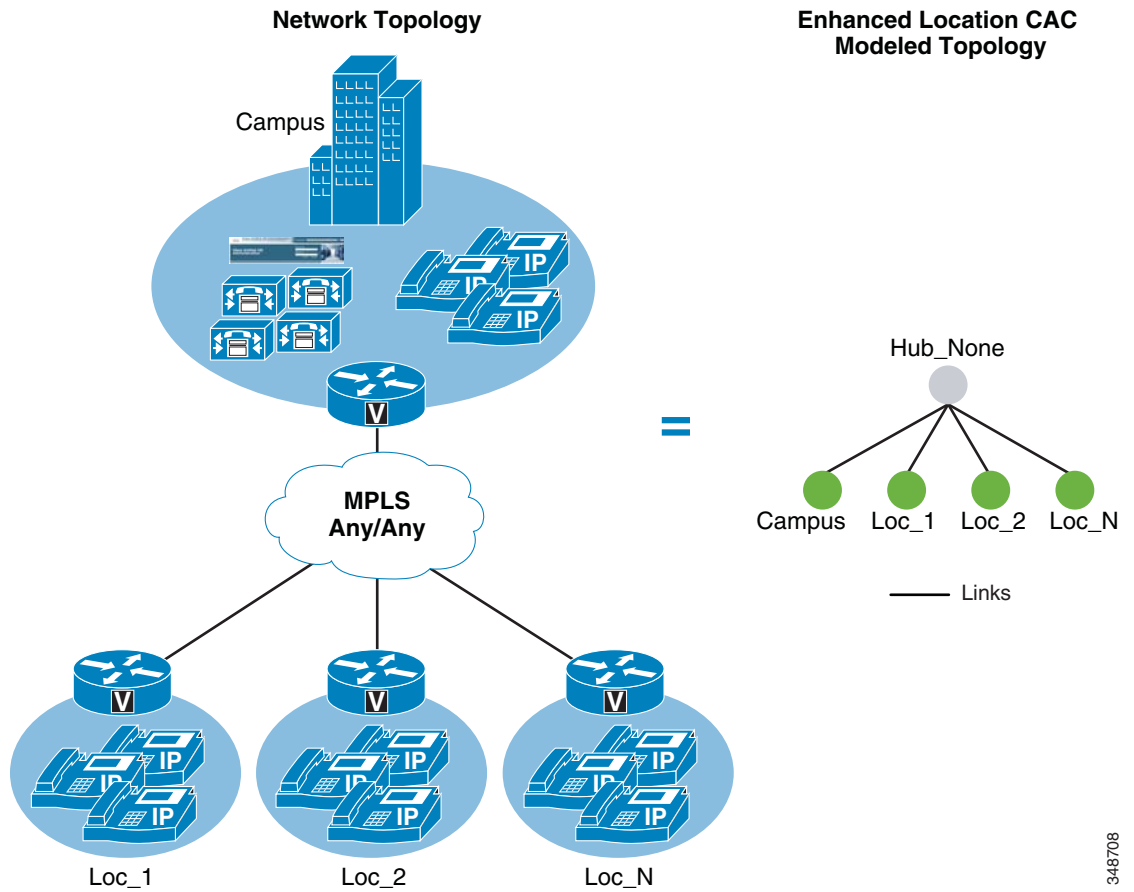 Network Topology
Enhanced Location CAC
Modeled Topology
Campus
IP
IP
IP
V
=
Hub_None
Campus
Loc_1
Loc_2
Loc_N
Links
MPLS
Any/Any
V
V
V
IP
IP
IP
IP
IP
IP
IP
IP
IP
Loc_1
Loc_2
Loc_N
348708